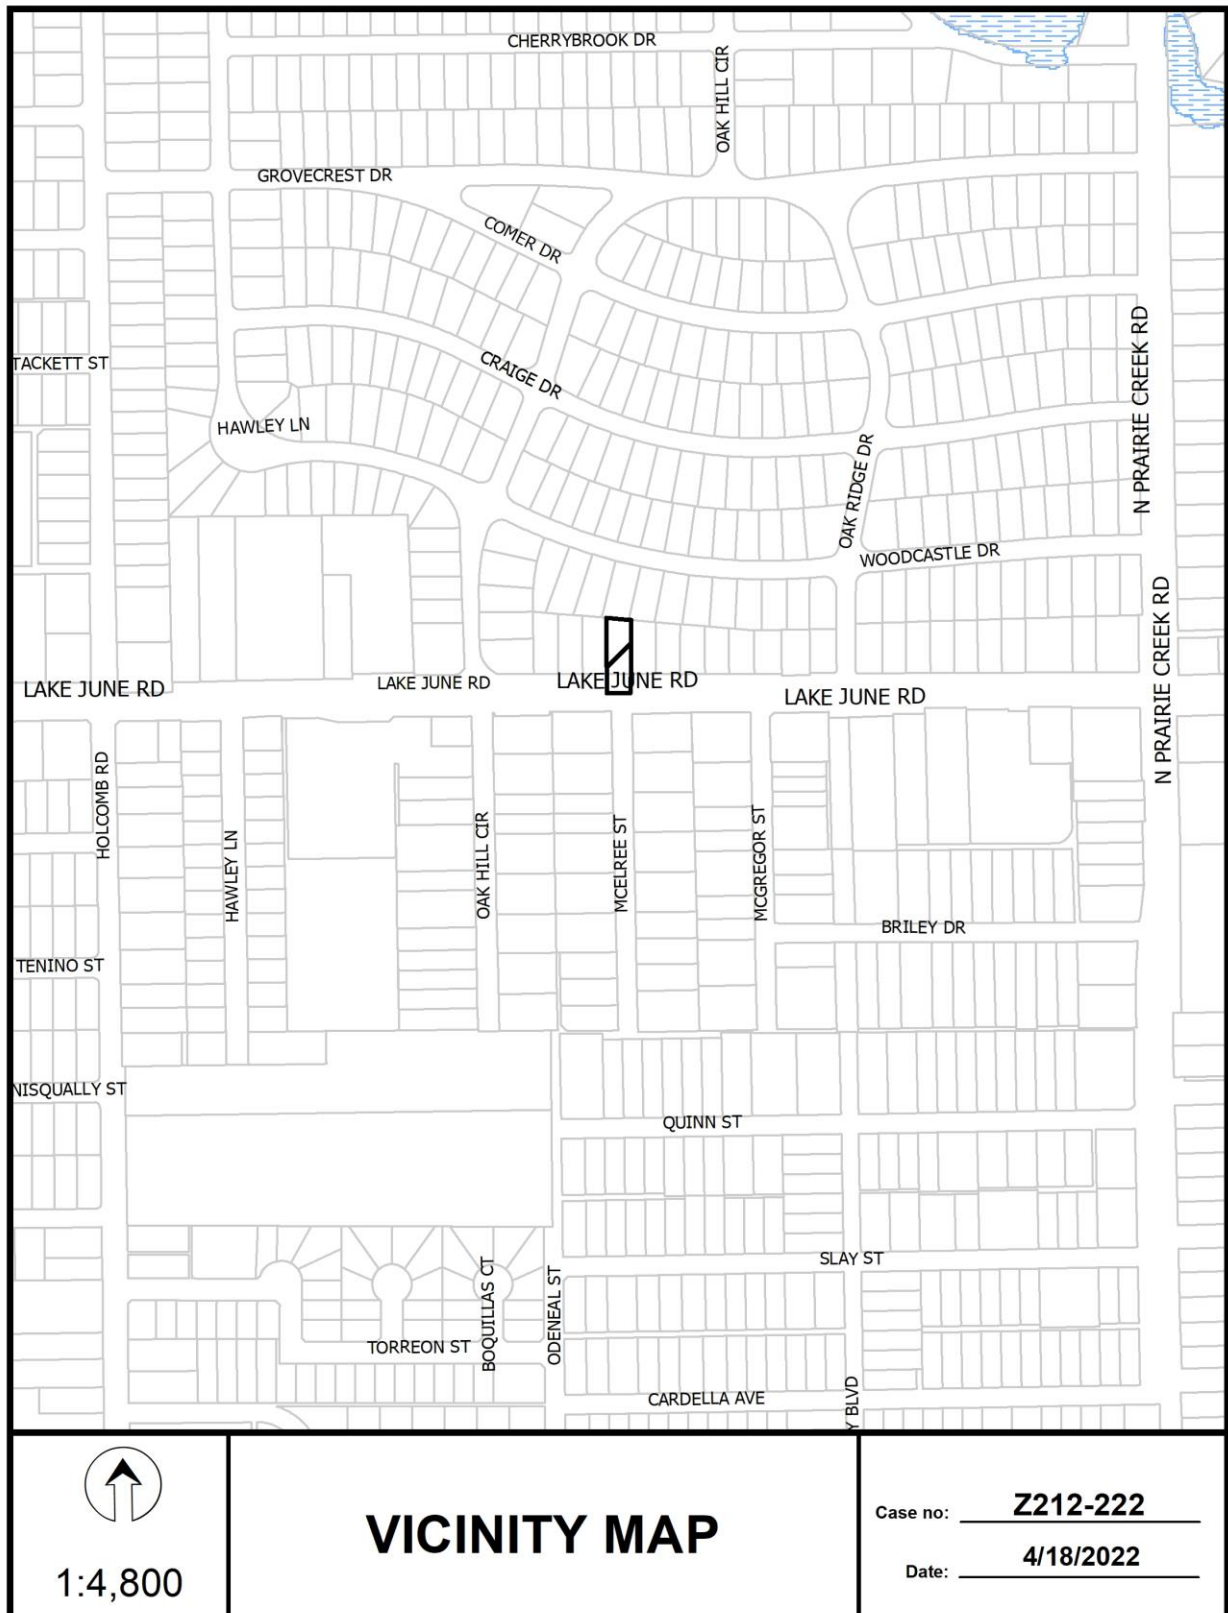 CHERRYBROOK DR
OAK HILL CIR
GROVECREST DR
COMER DR
N PRAIRIE CREEK RD
TACKETT ST
CRAIGE DR
HAWLEY LN
OAK RIDGE DR
WOODCASTLE DR
N PRAIRIE CREEK RD
LAKE JUNE RD
LAKE JUNE RD
LAKE JUNE RD
LAKE JUNE RD
HOLCOMB RD
HAWLEY LN
OAK HILL CIR
MCELREE ST
MCGREGOR ST
BRILEY DR
TENINO ST
NISQUALLY ST
QUINN ST
SLAY ST
BOQUILLAS CT
ODENEAL ST
TORREON ST
CARDELLA AVE
Y BLVD
1:4,800
VICINITY MAP
Case no: Z212-222
Date: 4/18/2022